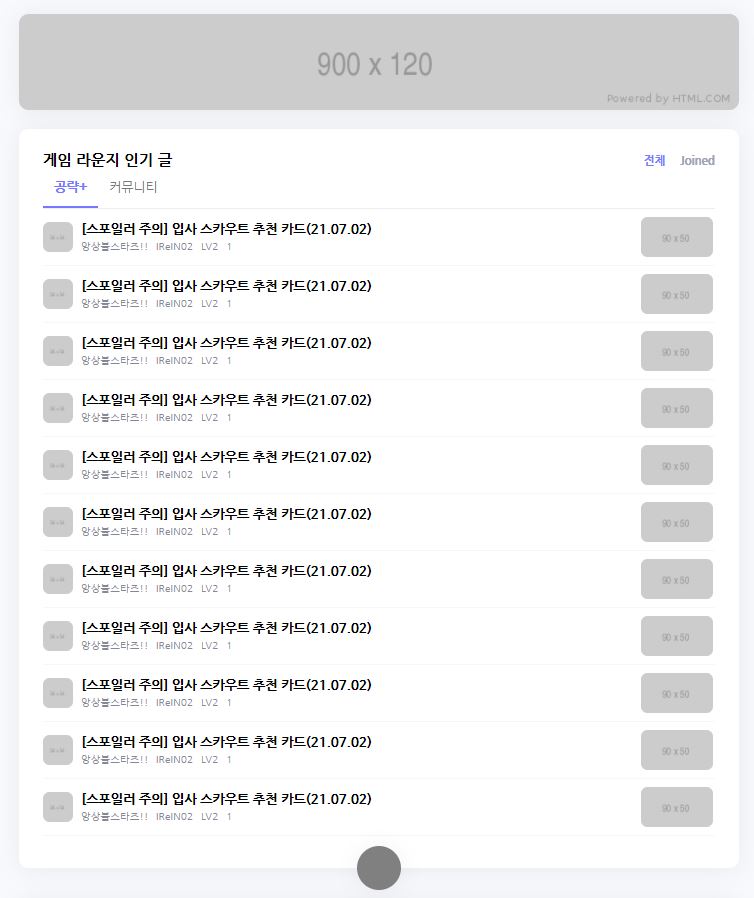 900 x 120
Powered by HTML.COM
게임 라운지 인기 글
전체 Joined
공략+ 커뮤니티
[스포일러 주의] 입사 스카우트 추천 카드(21.07.02)
90 x 50
앙상블스타즈!! IReIN02 LV2 1
[스포일러 주의] 입사 스카우트 추천 카드(21.07.02)
90 x 50
앙상블스타즈!! IReIN02 LV2 1
[스포일러 주의] 입사 스카우트 추천 카드(21.07.02)
90 x 50
앙상블스타즈!! IReIN02 LV2 1
[스포일러 주의] 입사 스카우트 추천 카드(21.07.02)
90 x 50
앙상블스타즈!! IReIN02 LV2 1
[스포일러 주의] 입사 스카우트 추천 카드(21.07.02)
90 x 50
앙상블스타즈!! IReIN02 LV2 1
[스포일러 주의] 입사 스카우트 추천 카드(21.07.02)
90 x 50
앙상블스타즈!! IReIN02 LV2 1
[스포일러 주의] 입사 스카우트 추천 카드(21.07.02)
90 x 50
앙상블스타즈!! IReIN02 LV2 1
[스포일러 주의] 입사 스카우트 추천 카드(21.07.02)
90 x 50
앙상블스타즈!! IReIN02 LV2 1
[스포일러 주의] 입사 스카우트 추천 카드(21.07.02)
90 x 50
앙상블스타즈!! IReIN02 LV2 1
[스포일러 주의] 입사 스카우트 추천 카드(21.07.02)
90 x 50
앙상블스타즈!! IReIN02 LV2 1
[스포일러 주의] 입사 스카우트 추천 카드(21.07.02)
90 x 50
앙상블스타즈!! IReIN02 LV2 1